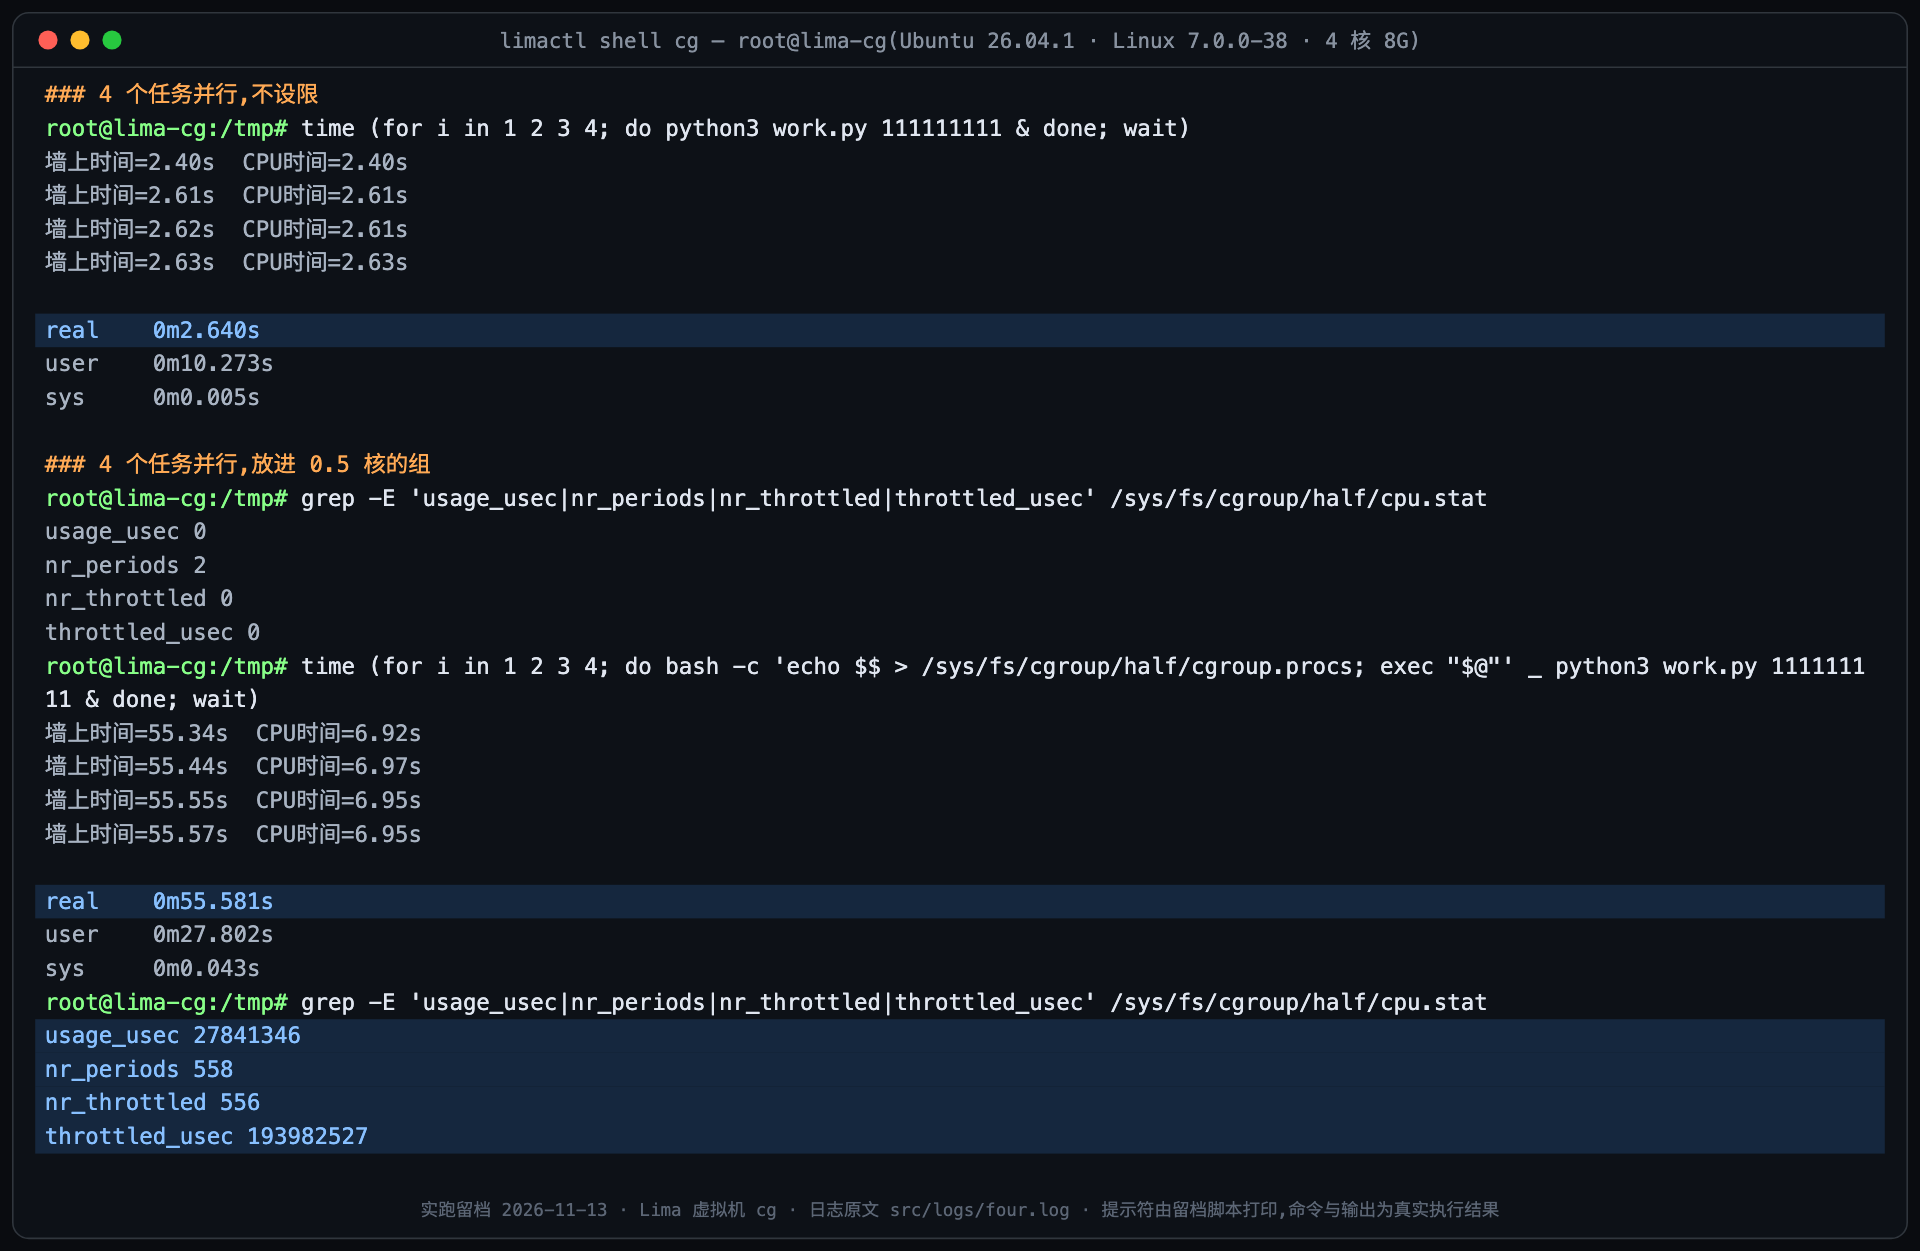 limactl shell cg — root@lima-cg(Ubuntu 26.04.1 · Linux 7.0.0-38 · 4 核 8G)
### 4 个任务并行,不设限
root@lima-cg:/tmp# time (for i in 1 2 3 4; do python3 work.py 111111111 & done; wait)
墙上时间=2.40s  CPU时间=2.40s
墙上时间=2.61s  CPU时间=2.61s
墙上时间=2.62s  CPU时间=2.61s
墙上时间=2.63s  CPU时间=2.63s
real    0m2.640s
user    0m10.273s
sys     0m0.005s
### 4 个任务并行,放进 0.5 核的组
root@lima-cg:/tmp# grep -E 'usage_usec|nr_periods|nr_throttled|throttled_usec' /sys/fs/cgroup/half/cpu.stat
usage_usec 0
nr_periods 2
nr_throttled 0
throttled_usec 0
root@lima-cg:/tmp# time (for i in 1 2 3 4; do bash -c 'echo $$ > /sys/fs/cgroup/half/cgroup.procs; exec "$@"' _ python3 work.py 1111111
11 & done; wait)
墙上时间=55.34s  CPU时间=6.92s
墙上时间=55.44s  CPU时间=6.97s
墙上时间=55.55s  CPU时间=6.95s
墙上时间=55.57s  CPU时间=6.95s
real    0m55.581s
user    0m27.802s
sys     0m0.043s
root@lima-cg:/tmp# grep -E 'usage_usec|nr_periods|nr_throttled|throttled_usec' /sys/fs/cgroup/half/cpu.stat
usage_usec 27841346
nr_periods 558
nr_throttled 556
throttled_usec 193982527
实跑留档 2026-11-13 · Lima 虚拟机 cg · 日志原文 src/logs/four.log · 提示符由留档脚本打印,命令与输出为真实执行结果